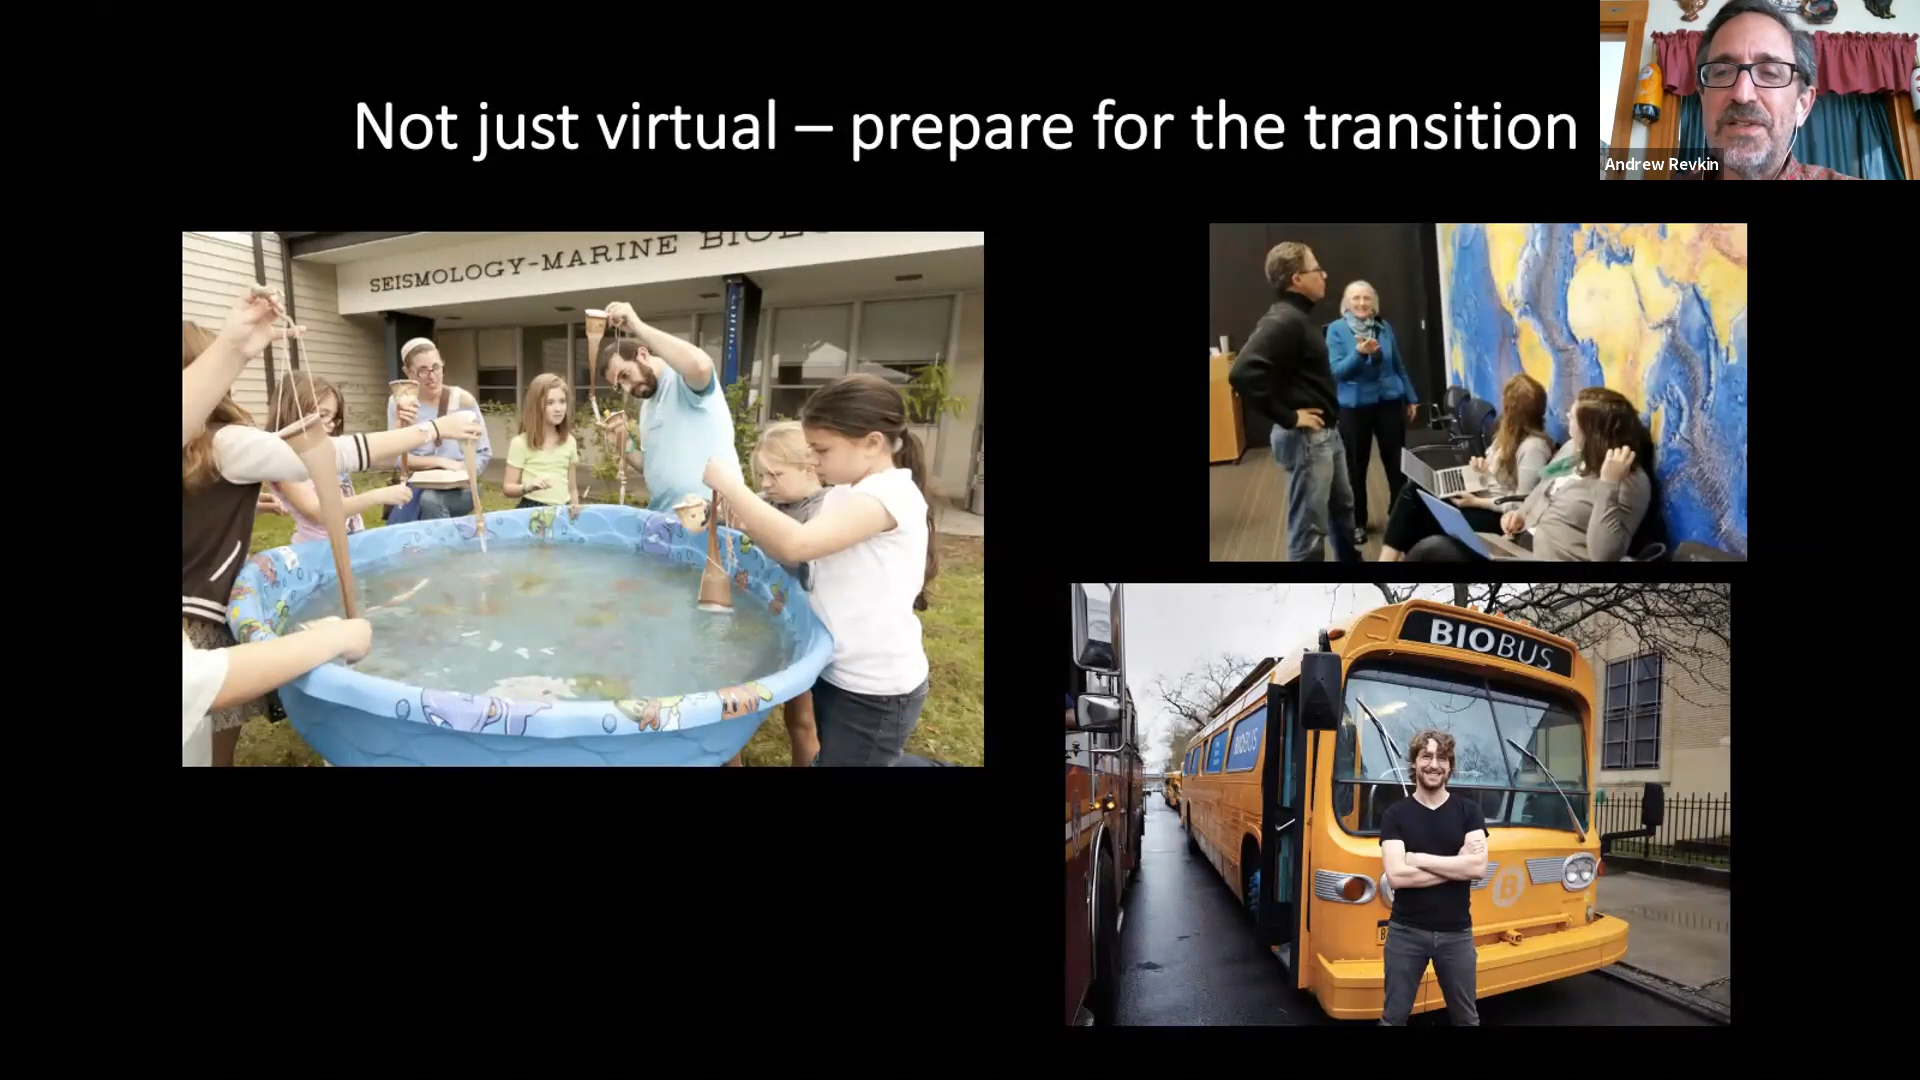 Not just virtual – prepare for the transition
Andrew Revkin
SEISMOLOGY-MARINE
BIOBUS
BIOBUS
B